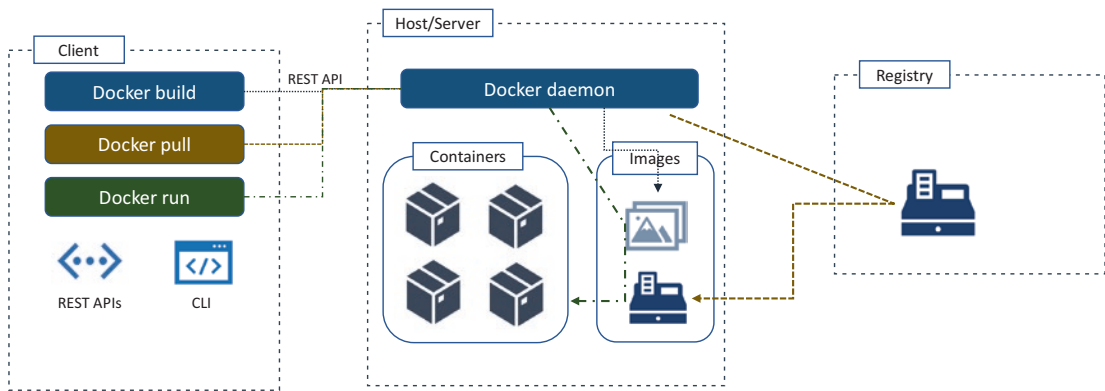 Client
Docker build
Docker pull
Docker run
REST APIs
CLI
REST API
Host/Server
Docker daemon
Containers
Images
Registry